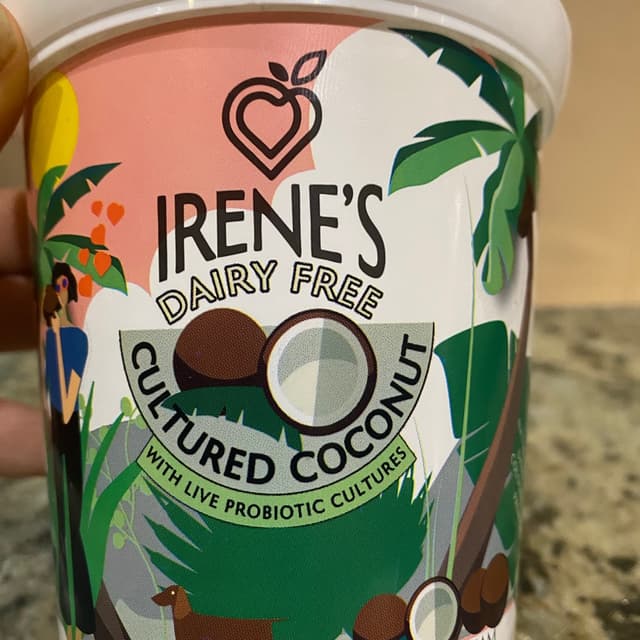 IRENE'S
DAIRY FREE
CULTURED COCONUT
WITH LIVE PROBIOTIC CULTURES